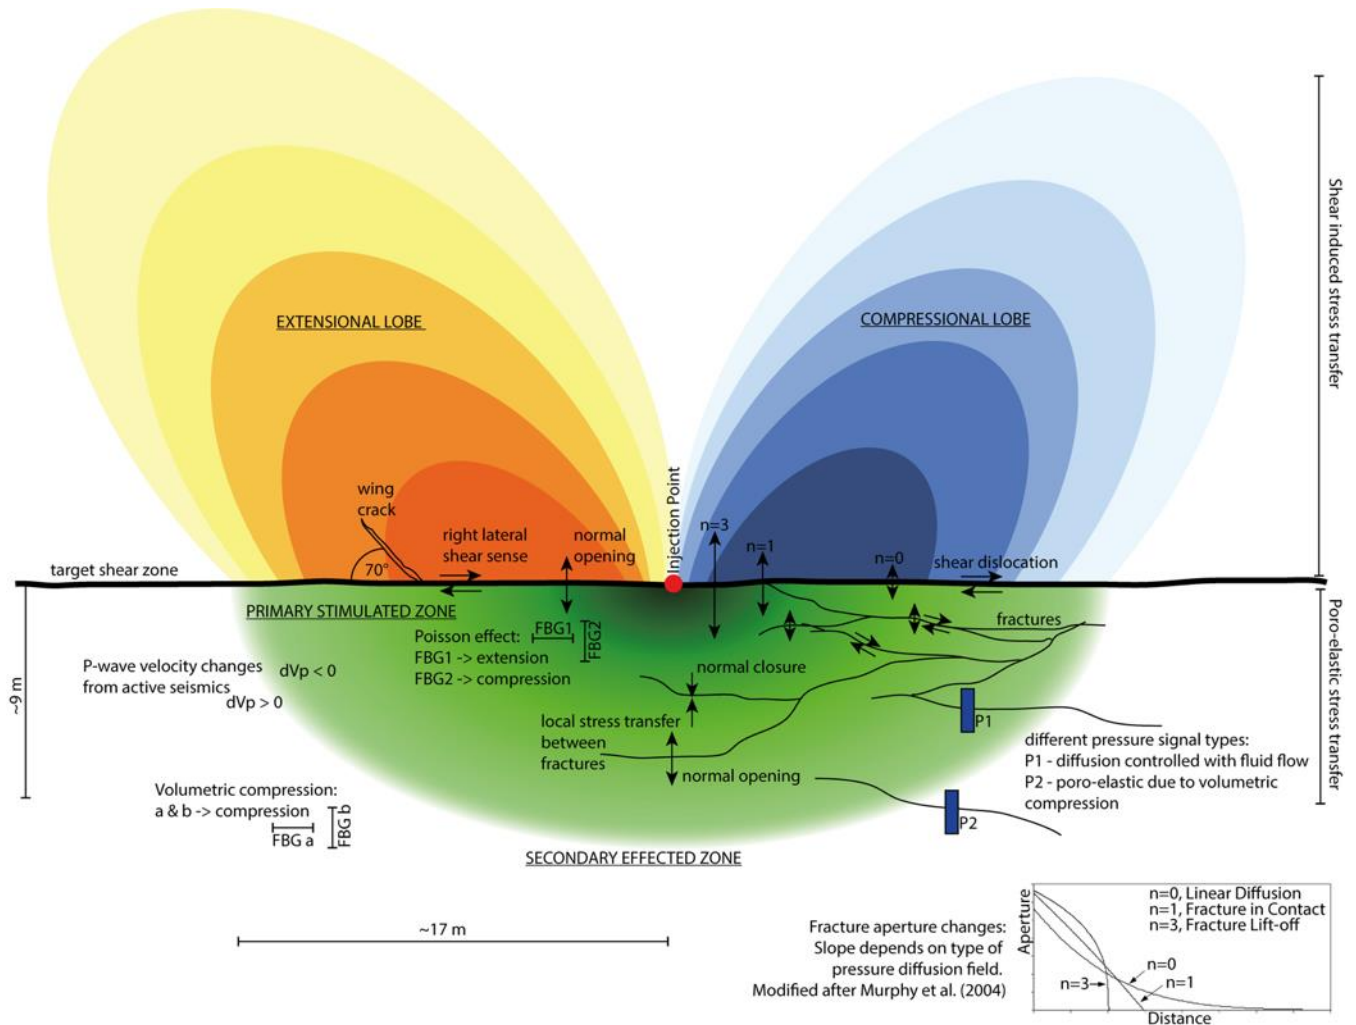 EXTENSIONAL LOBE
COMPRESSIONAL LOBE
Shear induced stress transfer
wing
crack
70°
right lateral
shear sense
normal
opening
Injection Point
n=3
n=1
n=0
shear dislocation
target shear zone
PRIMARY STIMULATED ZONE
Poisson effect:
FBG1
FBG2
FBG1 -> extension
FBG2 -> compression
fractures
normal closure
P-wave velocity changes
from active seismics
dVp < 0
dVp > 0
~9 m
local stress transfer
between
fractures
normal opening
P1
P2
different pressure signal types:
P1 - diffusion controlled with fluid flow
P2 - poro-elastic due to volumetric
compression
Poro-elastic stress transfer
Volumetric compression:
a & b -> compression
FBG a
FBG b
SECONDARY EFFECTED ZONE
~17 m
Fracture aperture changes:
Slope depends on type of
pressure diffusion field.
Modified after Murphy et al. (2004)
Aperture
n=0, Linear Diffusion
n=1, Fracture in Contact
n=3, Fracture Lift-off
n=0
n=3
n=1
Distance